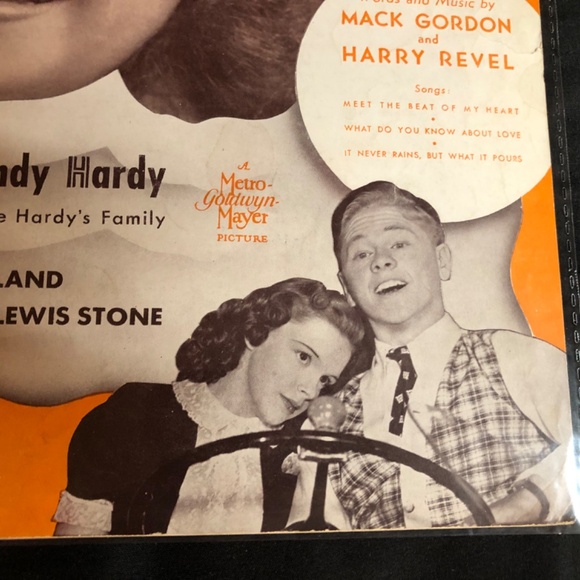 Words and Music by
MACK GORDON
and
HARRY REVEL
Songs:
MEET THE BEAT OF MY HEART
•
WHAT DO YOU KNOW ABOUT LOVE
•
IT NEVER RAINS, BUT WHAT IT POURS
ndy Hardy
e Hardy's Family
A
Metro-
Goldwyn-
Mayer
PICTURE
LAND
LEWIS STONE